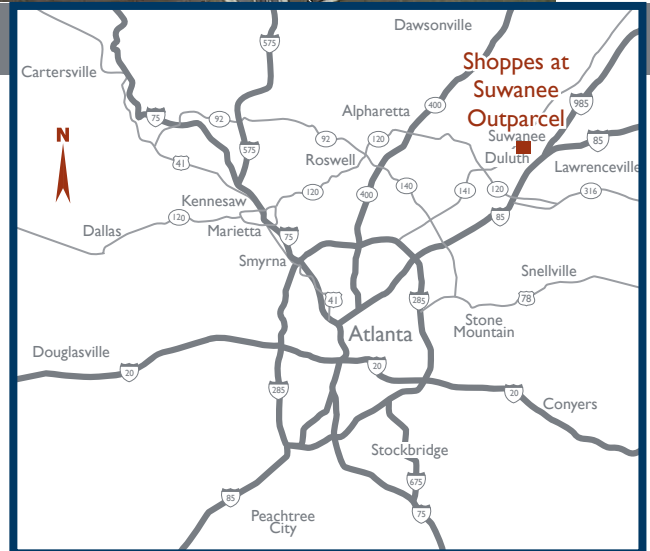 Dawsonville
575
Cartersville
Shoppes at
Suwanee
Outparcel
985
400
Alpharetta
75
92
92
120
Suwanee
85
575
Roswell
Duluth
Lawrenceville
41
120
400
140
141
120
316
Kennesaw
120
Dallas
Marietta
75
85
Smyrna
Snellville
41
285
78
Stone
Mountain
Atlanta
Douglasville
20
20
285
20
Conyers
Stockbridge
675
85
75
Peachtree
City
N